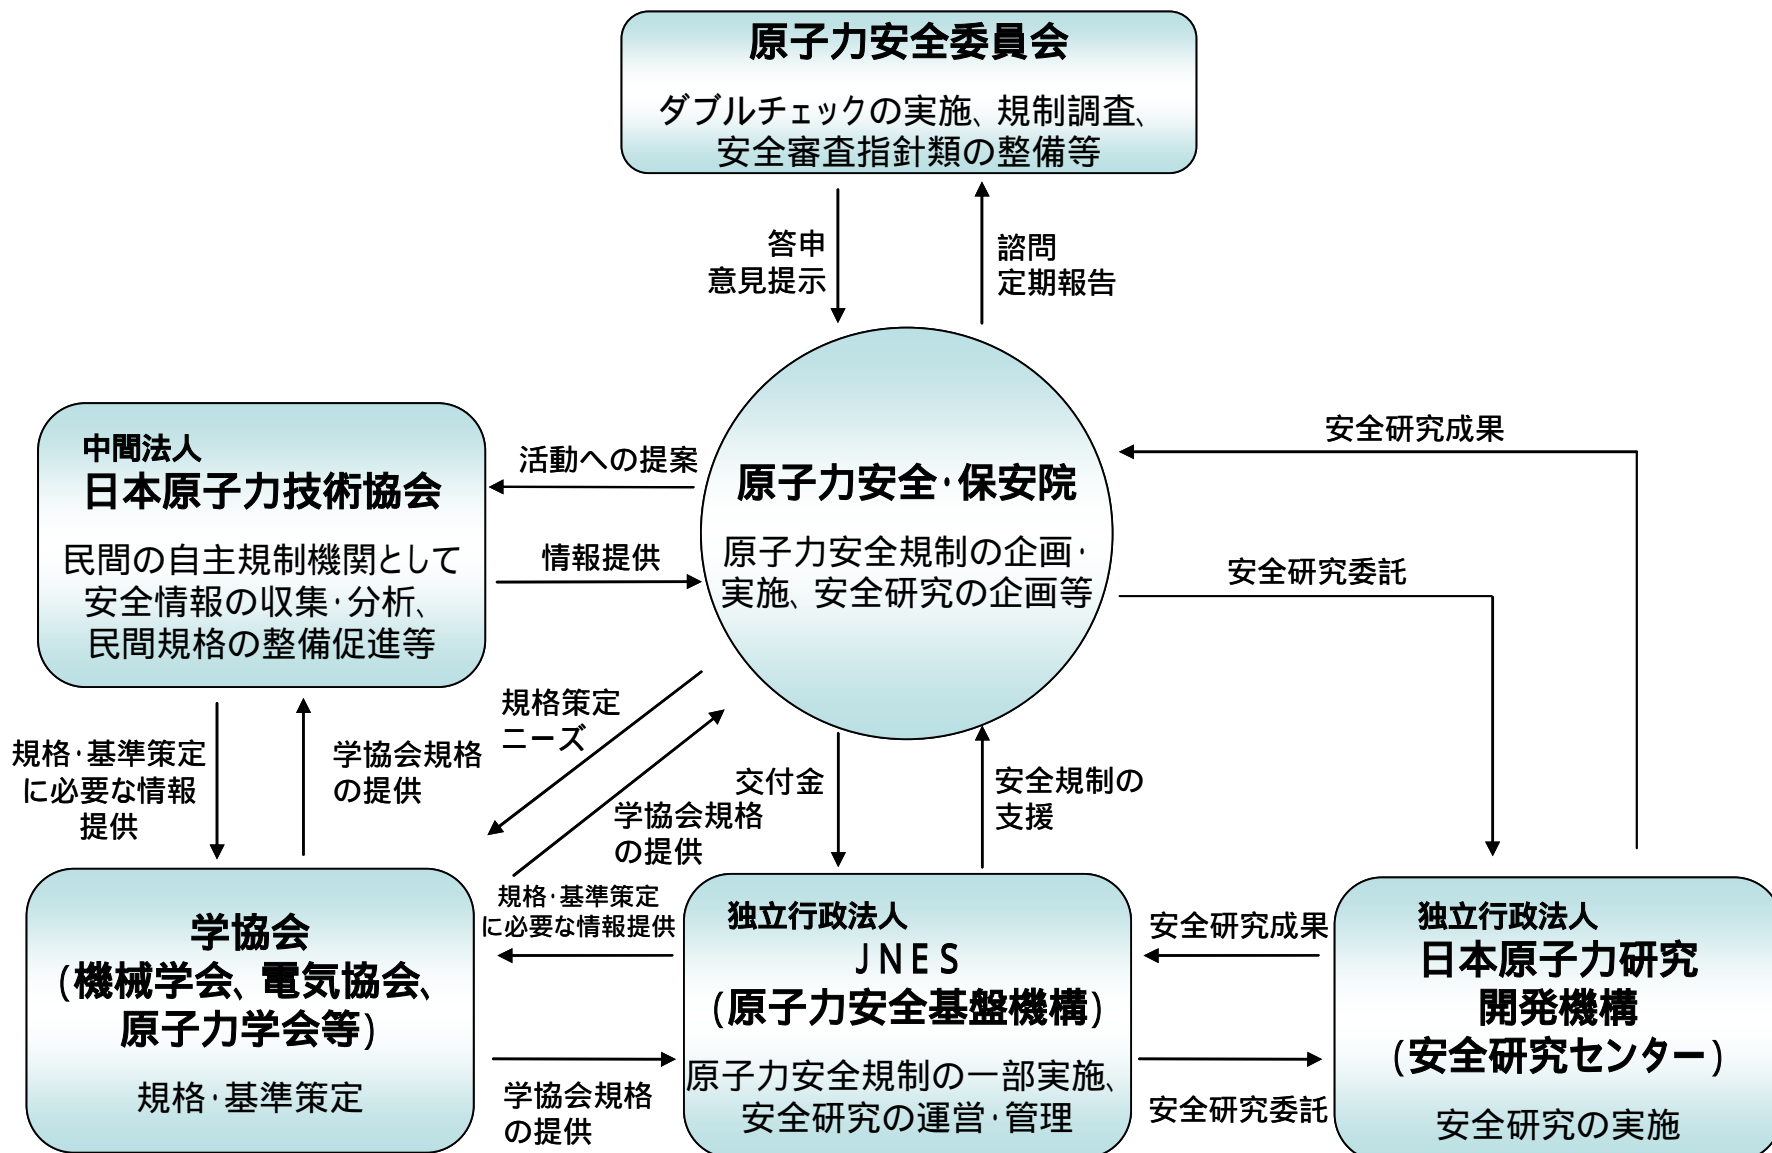 原子力安全委員会
ダブルチェックの実施、規制調査、
安全審査指針類の整備等
答申
意見提示
諮問
定期報告
中間法人
日本原子力技術協会
民間の自主規制機関として
安全情報の収集・分析、
民間規格の整備促進等
活動への提案
情報提供
原子力安全・保安院
原子力安全規制の企画・
実施、安全研究の企画等
安全研究成果
安全研究委託
規格・基準策定
に必要な情報
提供
学協会規格
の提供
規格策定
ニーズ
学協会規格
の提供
交付金
安全規制の
支援
学協会
(機械学会、電気協会、
原子力学会等)
規格・基準策定
規格・基準策定
に必要な情報提供
学協会規格
の提供
独立行政法人
JNES
(原子力安全基盤機構)
原子力安全規制の一部実施、
安全研究の運営・管理
安全研究成果
安全研究委託
独立行政法人
日本原子力研究
開発機構
(安全研究センター)
安全研究の実施